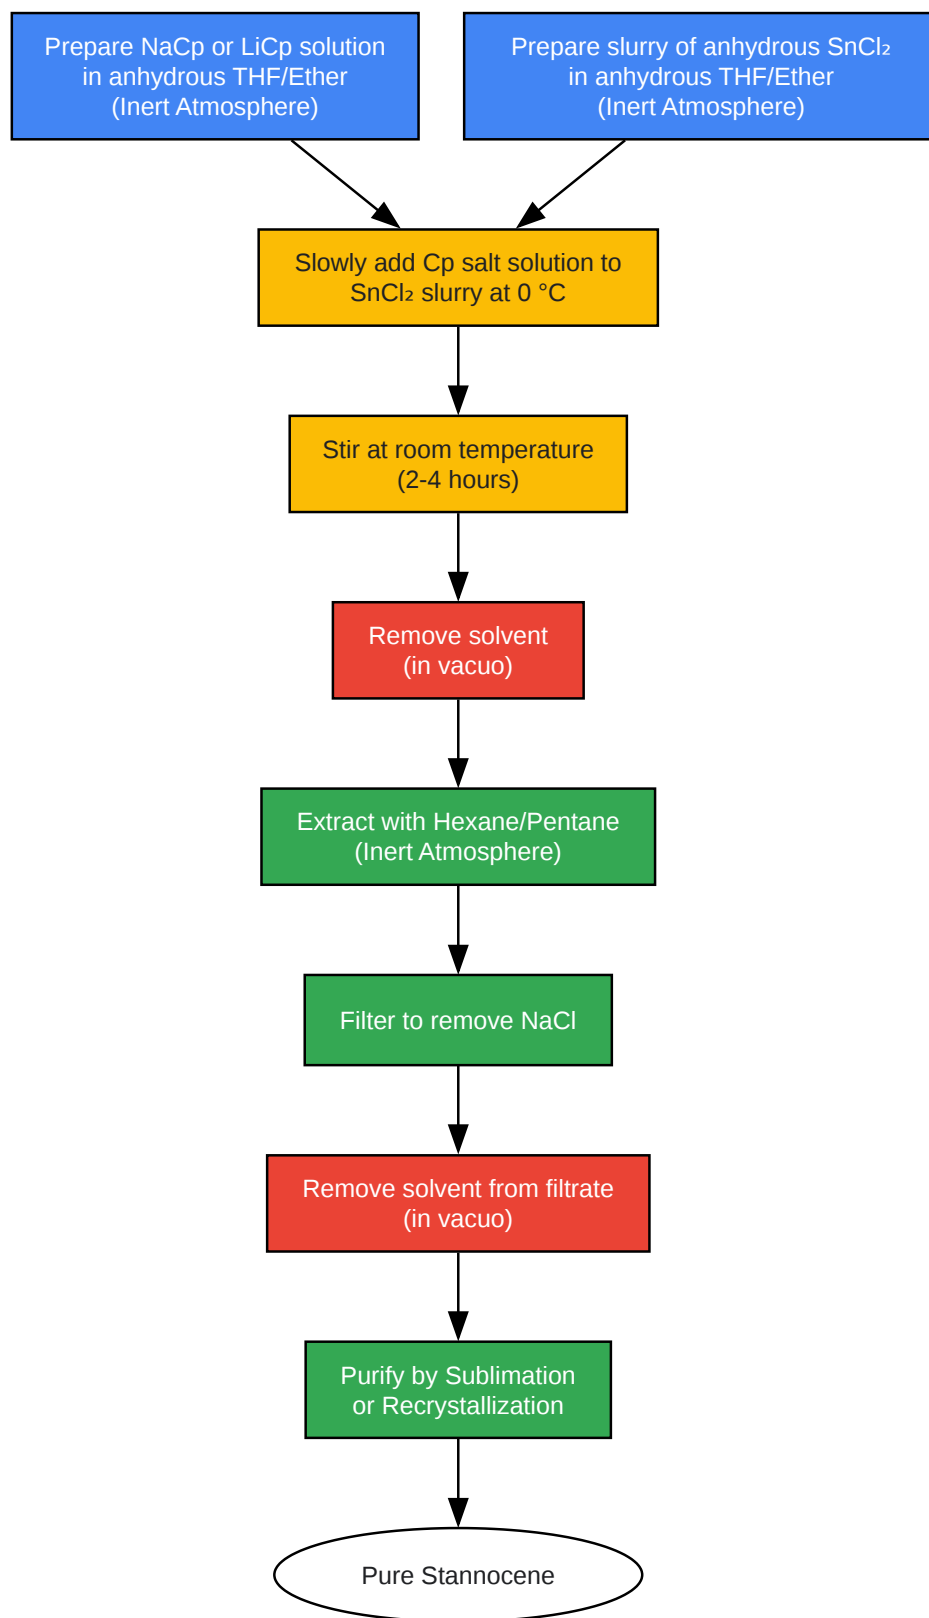 Prepare NaCp or LiCp solution
in anhydrous THF/Ether
(Inert Atmosphere)
Prepare slurry of anhydrous SnCl₂
in anhydrous THF/Ether
(Inert Atmosphere)
Slowly add Cp salt solution to
SnCl₂ slurry at 0 °C
Stir at room temperature
(2-4 hours)
Remove solvent
(in vacuo)
Extract with Hexane/Pentane
(Inert Atmosphere)
Filter to remove NaCl
Remove solvent from filtrate
(in vacuo)
Purify by Sublimation
or Recrystallization
Pure Stannocene